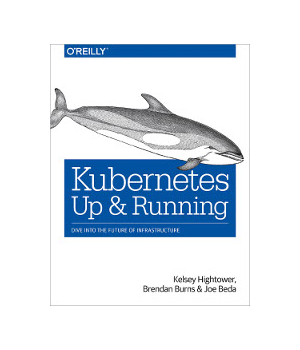 O'REILLY®
Kubernetes
Up & Running
DIVE INTO THE FUTURE OF INFRASTRUCTURE
Kelsey Hightower,
Brendan Burns & Joe Beda